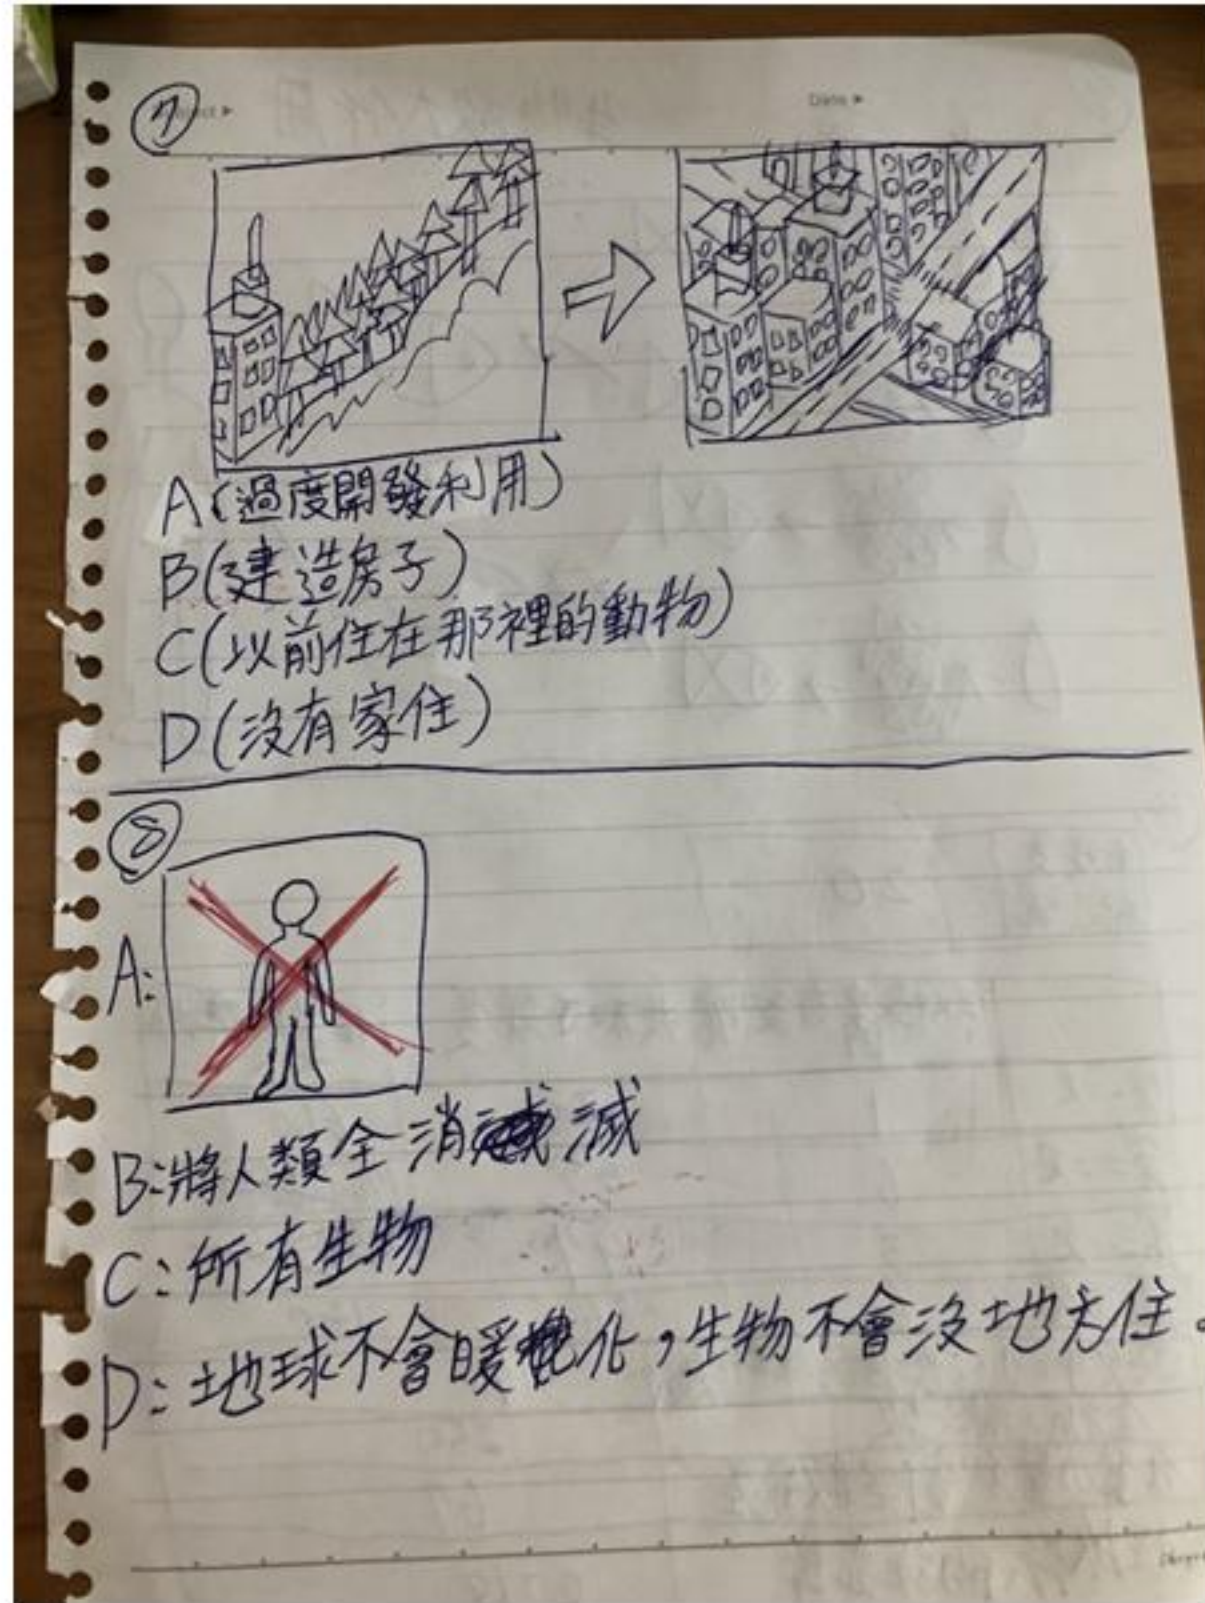 ⑦
Date ▶
A(過度開發利用)
B(建造房子)
C(以前住在那裡的動物)
D(沒有家住)
⑧
A:
B:將人類全消滅
C:所有生物
D:地球不會暖化,生物不會沒地方住。